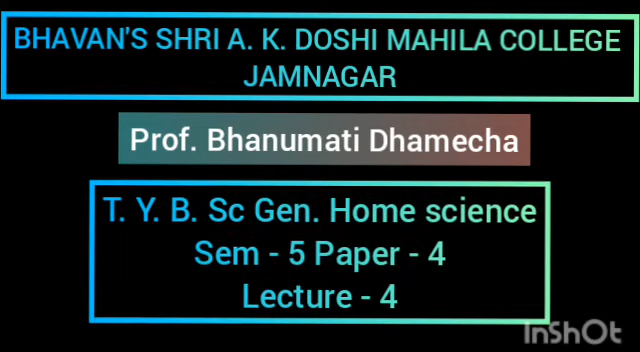 BHAVAN'S SHRI A. K. DOSHI MAHILA COLLEGE
JAMNAGAR
Prof. Bhanumati Dhamecha
T. Y. B. Sc Gen. Home science
Sem - 5 Paper - 4
Lecture - 4
InShOt